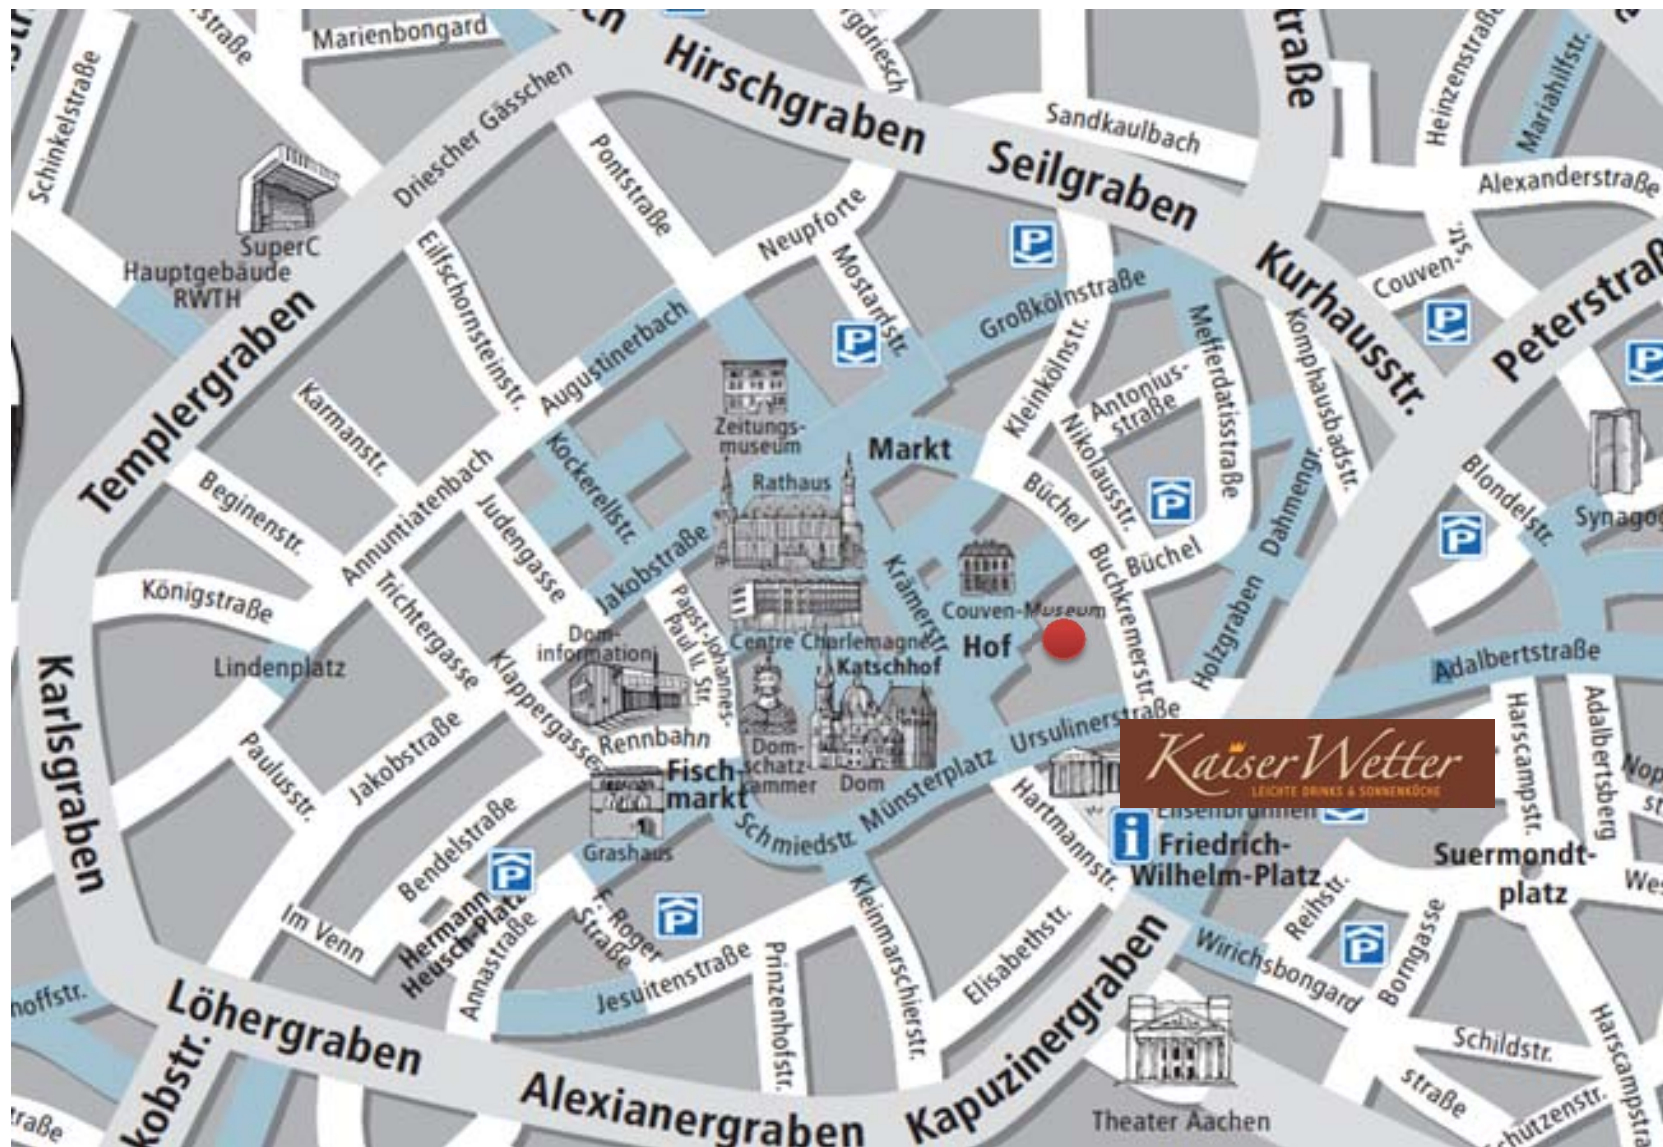 Marienbongard
Hirschgraben
Sandkaulbach
Heinzenstraße
Mariahilfstr.
Schinkelstraße
Driescher Gässchen
Seilgraben
Alexanderstraße
Pontstraße
Neupforte
SuperC
Hauptgebäude
RWTH
Eilfschornsteinstr.
Mostardstr.
P
Großkölnstraße
Kurhausstr.
Couven-
str.
Peterstraß
P
P
P
Templergraben
Augustinerbach
Mefferdatisstraße
Komphausbadstr.
Karmanstr.
Zeitungs-
museum
Kleinkölnstr.
Antonius-
straße
Nikolausstr.
Markt
Rathaus
Kockerellstr.
Beginenstr.
Annuntiatenbach
Judengasse
Büchel
P
Dahmengr.
Blondelstr.
P
Synagog
Jakobstraße
Krämerstr.
Buchkremerstr.
Büchel
Königstraße
Trichtergasse
Papst-Johannes-
Paul II. Str.
Centre Charlemagne
Couven-Museum
Hof
Holzgraben
Lindenplatz
Dom-
information
Katschhof
Adalbertstraße
Karlsgraben
Klappergasse
Rennbahn
Dom-
schatz-
kammer
Dom
Ursulinerstraße
Münsterplatz
Harscampstr.
Adalbertsberg
Paulusstr.
Jakobstraße
Fisch-
markt
Grashaus
Schmiedstr.
Hartmannstr.
KaiserWetter
LEICHTE DRINKS & SONNENKÜCHE
Elisenbrunnen
i
Friedrich-
Wilhelm-Platz
Suermondt-
platz
Bendelstraße
P
P
Hermann
Heusch-Platz
Im Venn
Annastraße
F. Roger
Straße
Jesuitenstraße
Kleinmarschierstr.
Elisabethstr.
Reihstr.
P
Borngasse
Wirichsbongard
Prinzenhofstr.
Löhergraben
Alexianergraben
Kapuzinergraben
Theater Aachen
Schildstr.
straße
Harscampstra